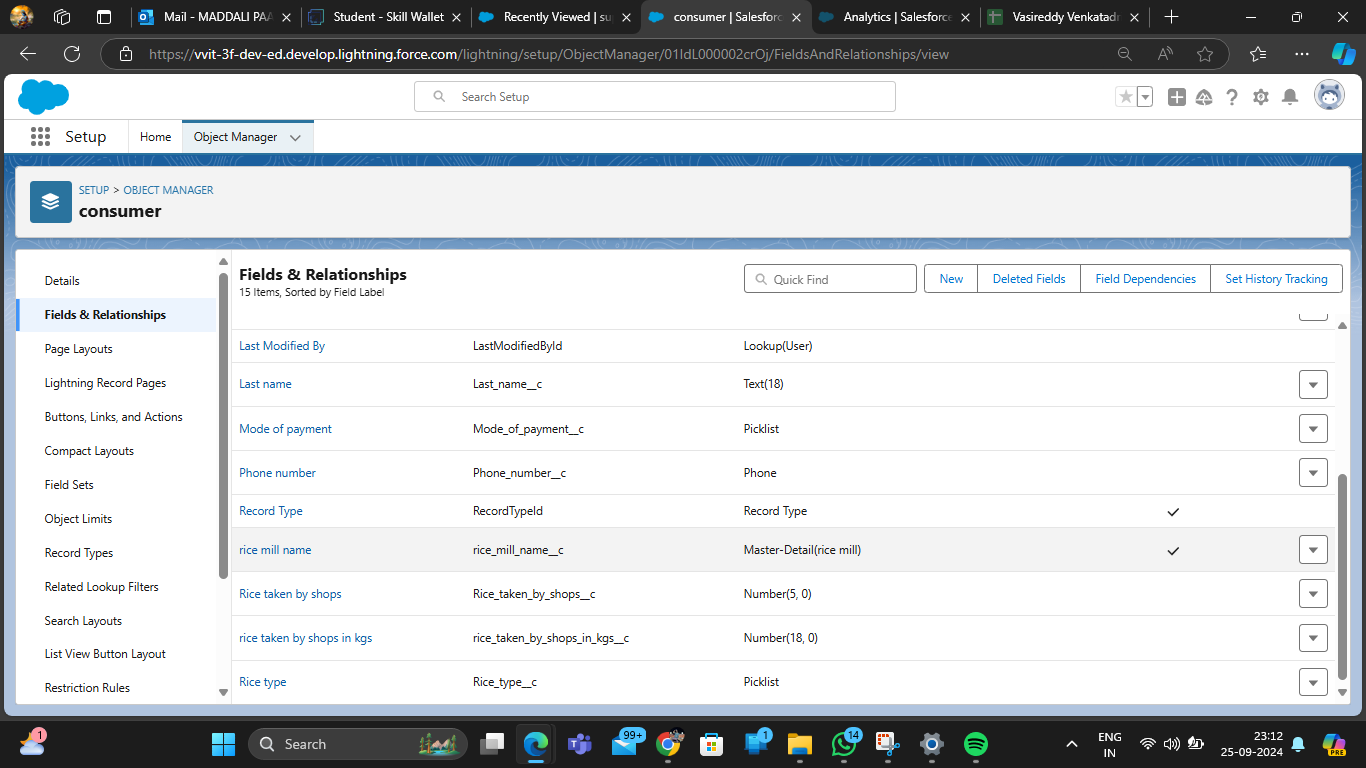 Mail - MADDALI PAA
Student - Skill Wallet
Recently Viewed | su
consumer | Salesforc
Analytics | Salesforce
Vasireddy Venkatadr
https://vvit-3f-dev-ed.develop.lightning.force.com/lightning/setup/ObjectManager/01IdL000002crOj/FieldsAndRelationships/view
Search Setup
Setup
Home
Object Manager
SETUP > OBJECT MANAGER
consumer
Details
Fields & Relationships
Page Layouts
Lightning Record Pages
Buttons, Links, and Actions
Compact Layouts
Field Sets
Object Limits
Record Types
Related Lookup Filters
Search Layouts
List View Button Layout
Restriction Rules
Fields & Relationships
15 Items, Sorted by Field Label
Quick Find
New
Deleted Fields
Field Dependencies
Set History Tracking
Last Modified By LastModifiedById Lookup(User)
Last name Last_name__c Text(18)
Mode of payment Mode_of_payment__c Picklist
Phone number Phone_number__c Phone
Record Type RecordTypeId Record Type
rice mill name rice_mill_name__c Master-Detail(rice mill)
Rice taken by shops Rice_taken_by_shops__c Number(5, 0)
rice taken by shops in kgs rice_taken_by_shops_in_kgs__c Number(18, 0)
Rice type Rice_type__c Picklist
1
Search
99+
1
14
ENG
IN
23:12
25-09-2024
PRE